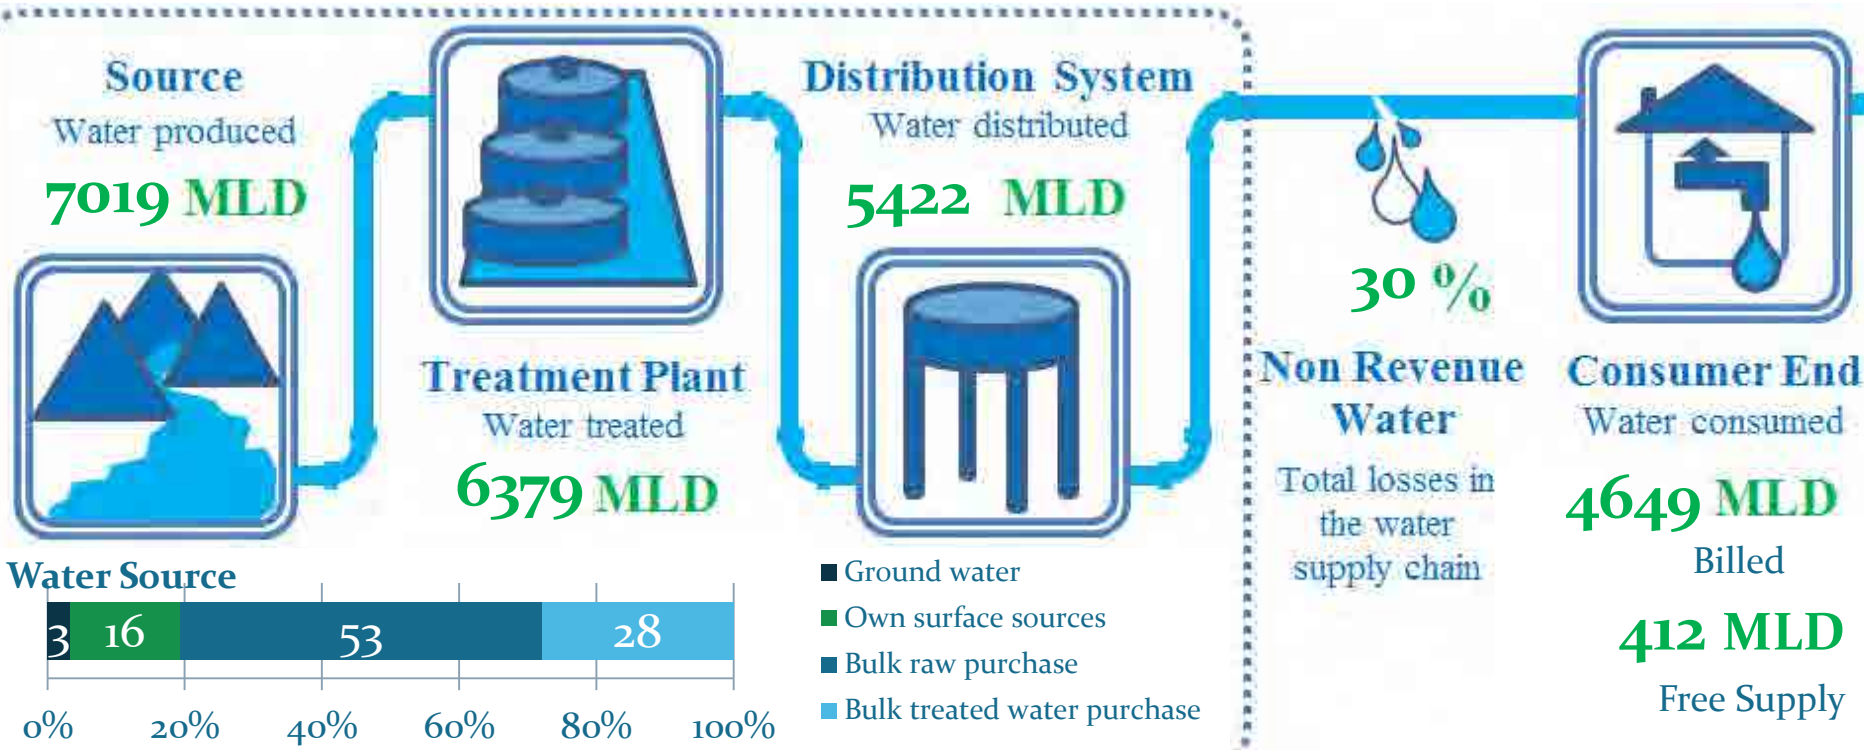 Source
Water produced
7019 MLD
Treatment Plant
Water treated
6379 MLD
Distribution System
Water distributed
5422 MLD
30 %
Non Revenue
Water
Total losses in
the water
supply chain
Consumer End
Water consumed
4649 MLD
Billed
412 MLD
Free Supply
Water Source
3 16 53 28
0% 20% 40% 60% 80% 100%
Ground water
Own surface sources
Bulk raw purchase
Bulk treated water purchase